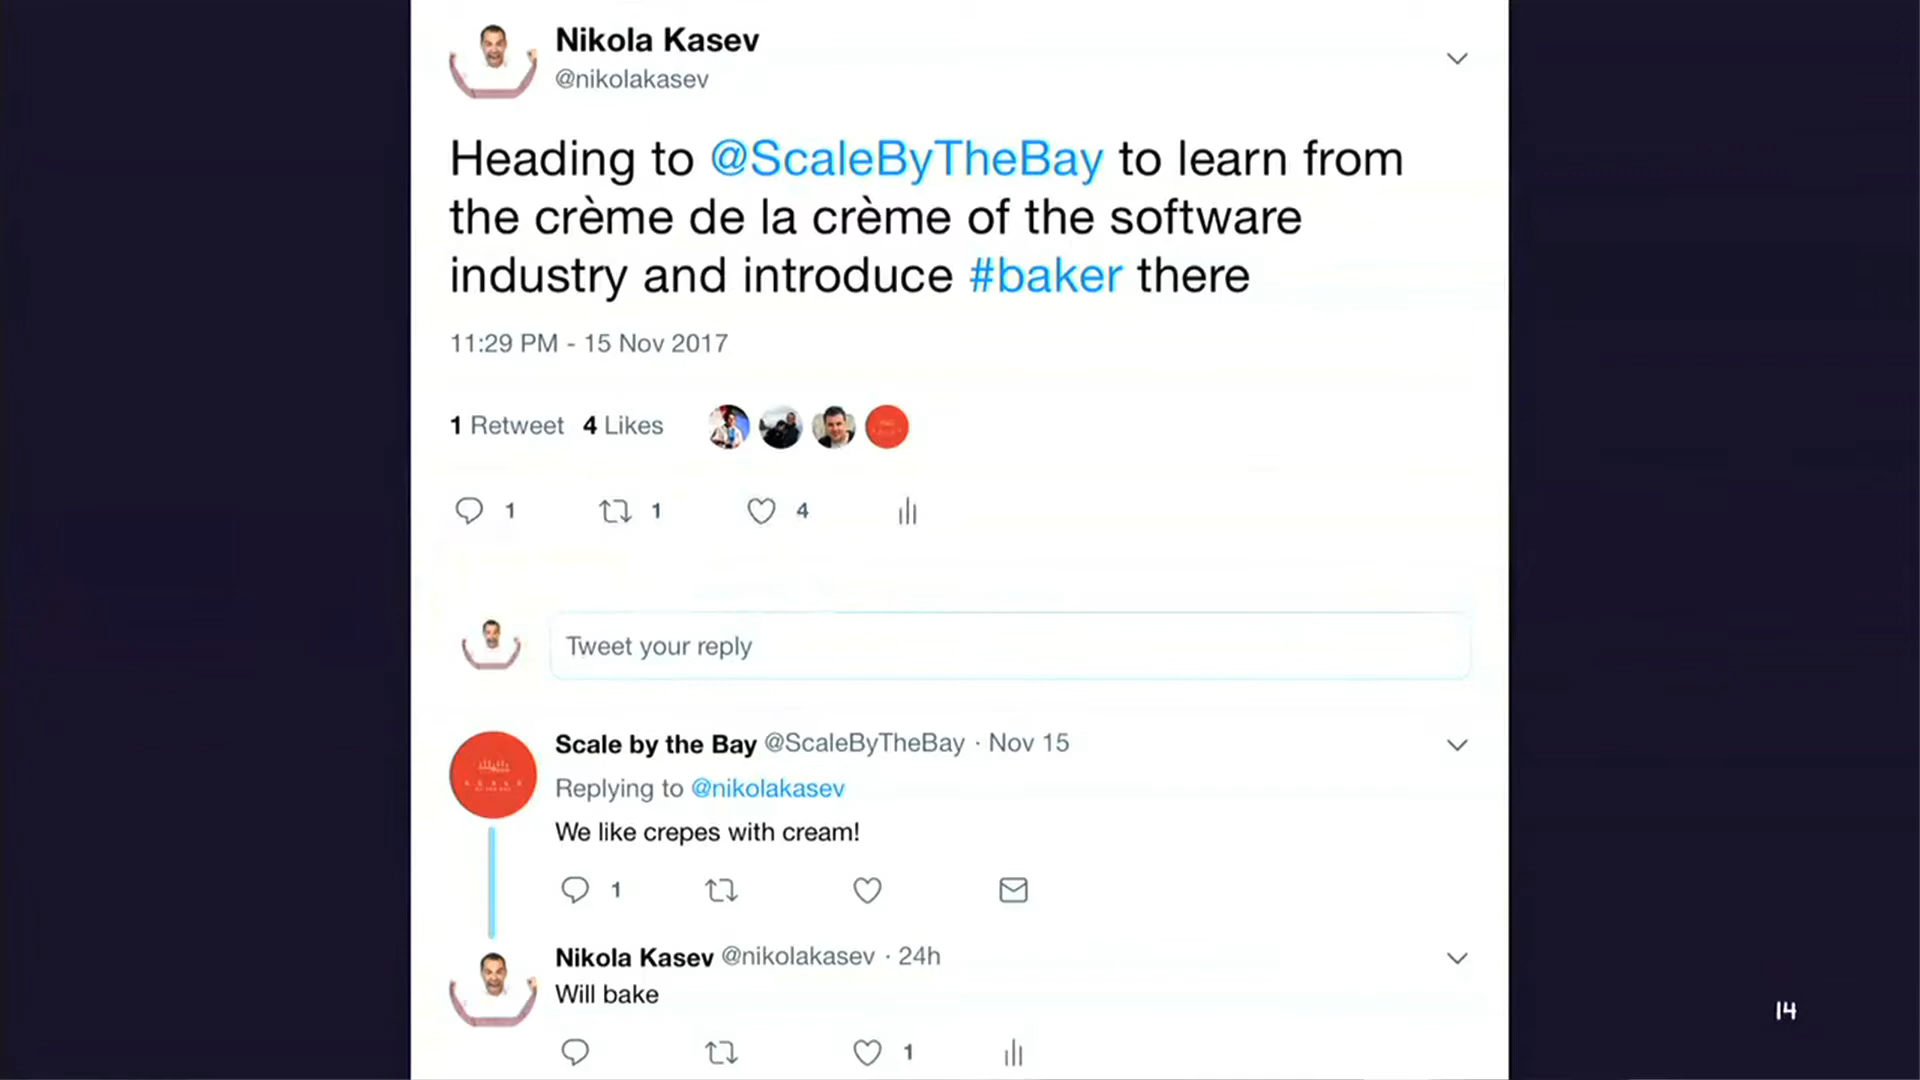 Nikola Kasev
@nikolakasev
Heading to @ScaleByTheBay to learn from
the crème de la crème of the software
industry and introduce #baker there
11:29 PM - 15 Nov 2017
1 Retweet 4 Likes
1 1 4
Tweet your reply
Scale by the Bay @ScaleByTheBay · Nov 15
Replying to @nikolakasev
We like crepes with cream!
1
Nikola Kasev @nikolakasev · 24h
Will bake
1
14